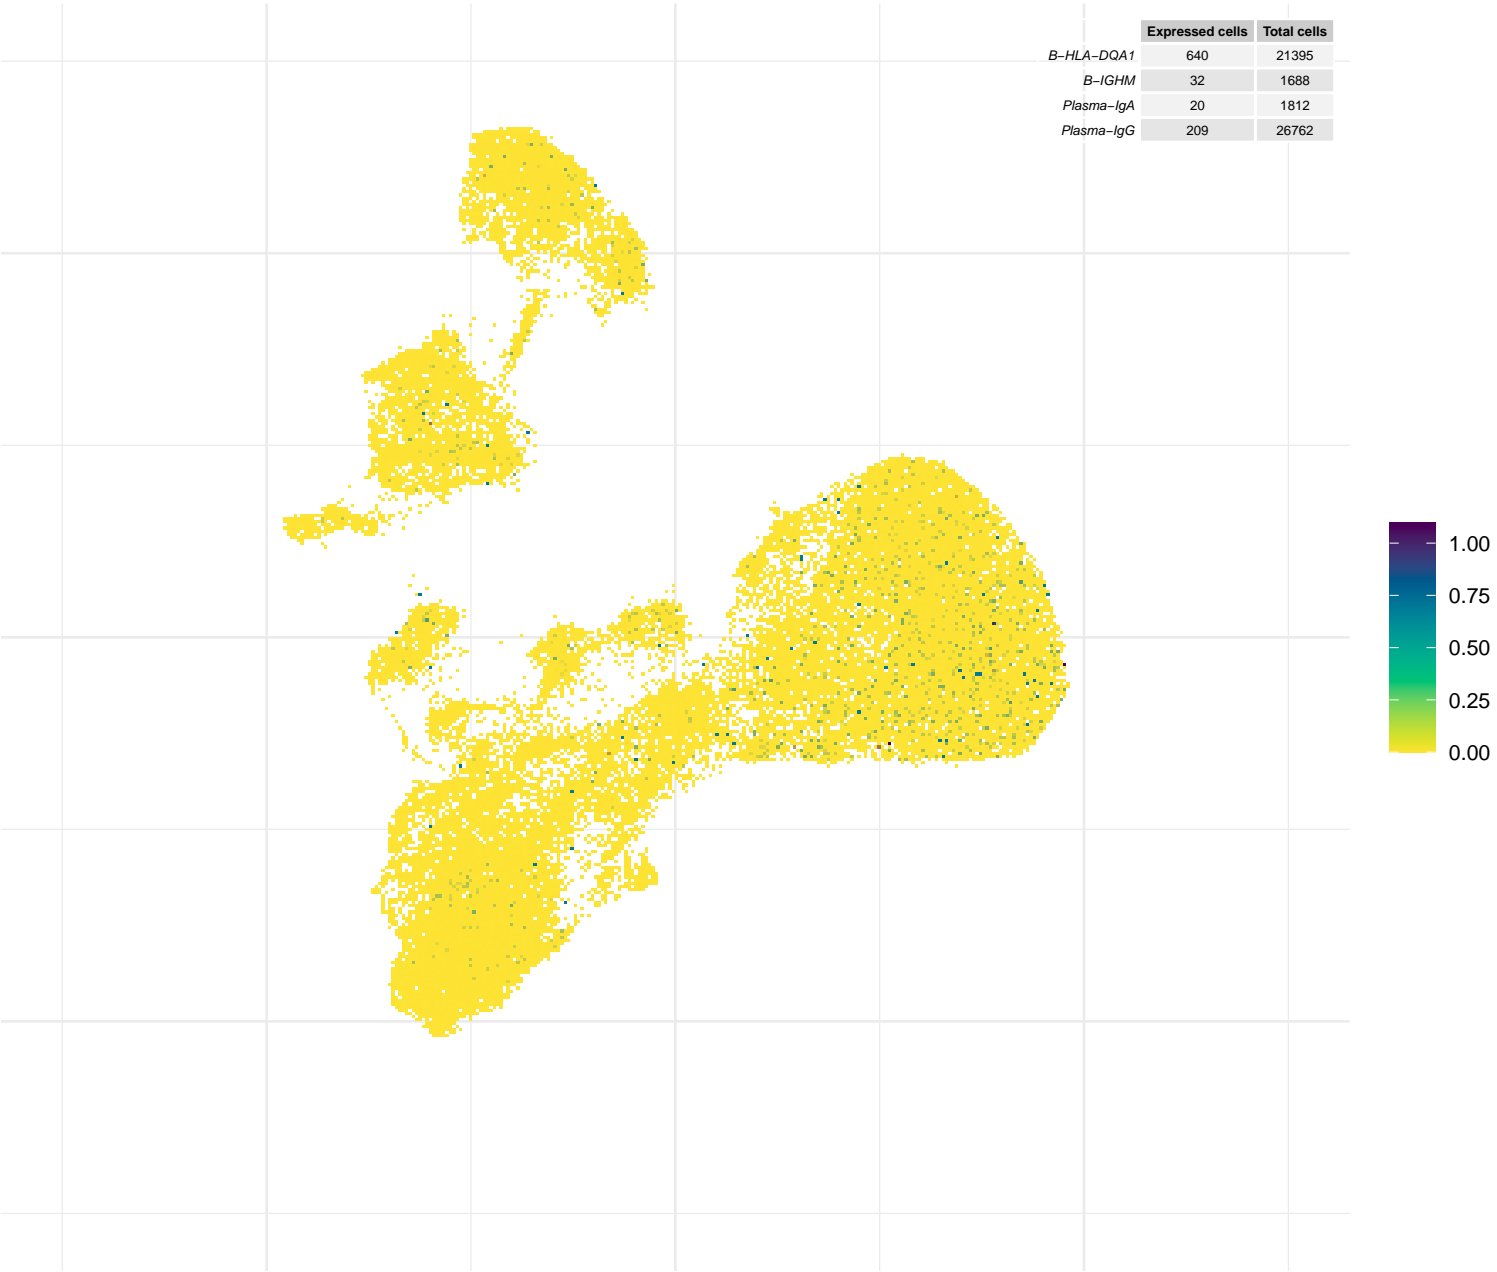 Expressed cells Total cells
B−HLA−DQA1 640 21395
B−IGHM 32 1688
Plasma−IgA 20 1812
Plasma−IgG 209 26762
1.00
0.75
0.50
0.25
0.00